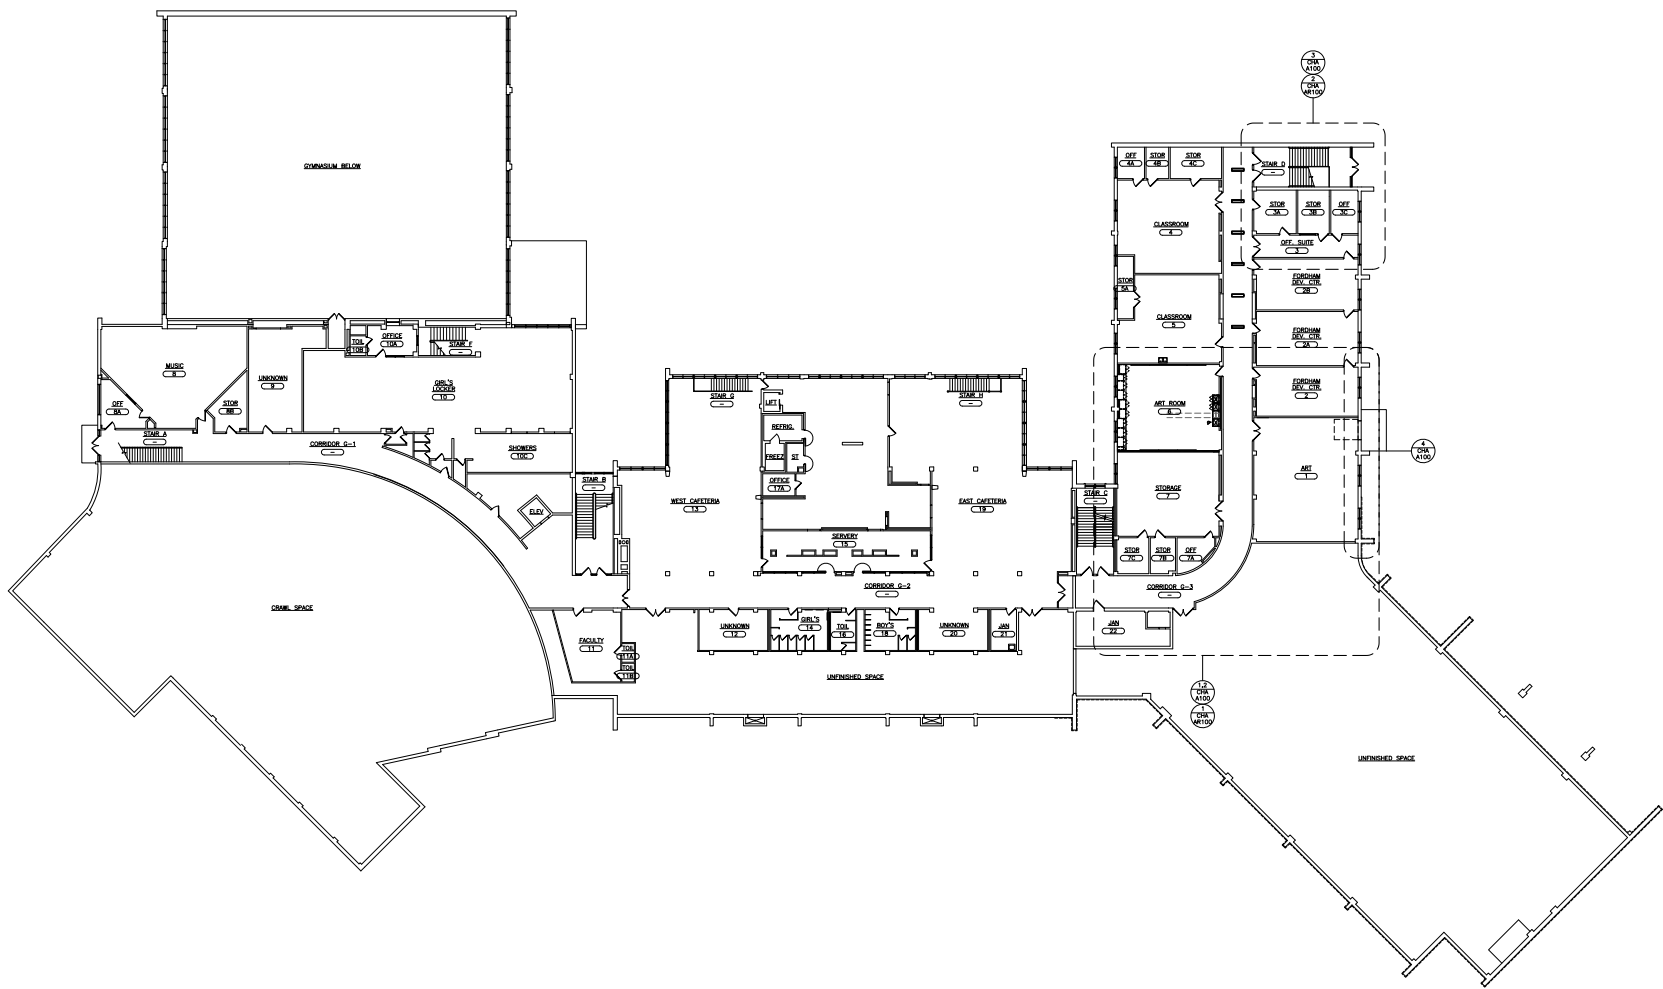 GYMNASIUM BELOW
3
CHA
A100
2
CHA
AR100
OFF
4A
STOR
4B
STOR
4C
STAIR D
-
STOR
3A
STOR
3B
OFF
3C
CLASSROOM
4
OFF. SUITE
3
STOR
5A
FORDHAM
DEV. CTR.
2B
CLASSROOM
5
FORDHAM
DEV. CTR.
2A
FORDHAM
DEV. CTR.
2
ART ROOM
6
4
CHA
A100
ART
1
STORAGE
7
STAIR C
-
STOR
7C
STOR
7B
OFF
7A
CORRIDOR G-3
-
JAN
22
1,2
CHA
A100
1
CHA
AR100
UNFINISHED SPACE
MUSIC
8
OFF
8A
STOR
8B
UNKNOWN
9
TOIL
10B
OFFICE
10A
STAIR F
-
GIRL'S
LOCKER
10
STAIR A
-
CORRIDOR G-1
-
SHOWERS
10C
ELEV
STAIR B
-
CRAWL SPACE
STAIR G
-
LIFT
REFRIG.
FREEZ
ST
OFFICE
17A
STAIR H
-
WEST CAFETERIA
13
EAST CAFETERIA
19
SERVERY
15
CORRIDOR G-2
-
FACULTY
11
TOIL
11A
TOIL
11B
UNKNOWN
12
GIRL'S
14
TOIL
16
BOY'S
18
UNKNOWN
20
JAN
21
UNFINISHED SPACE